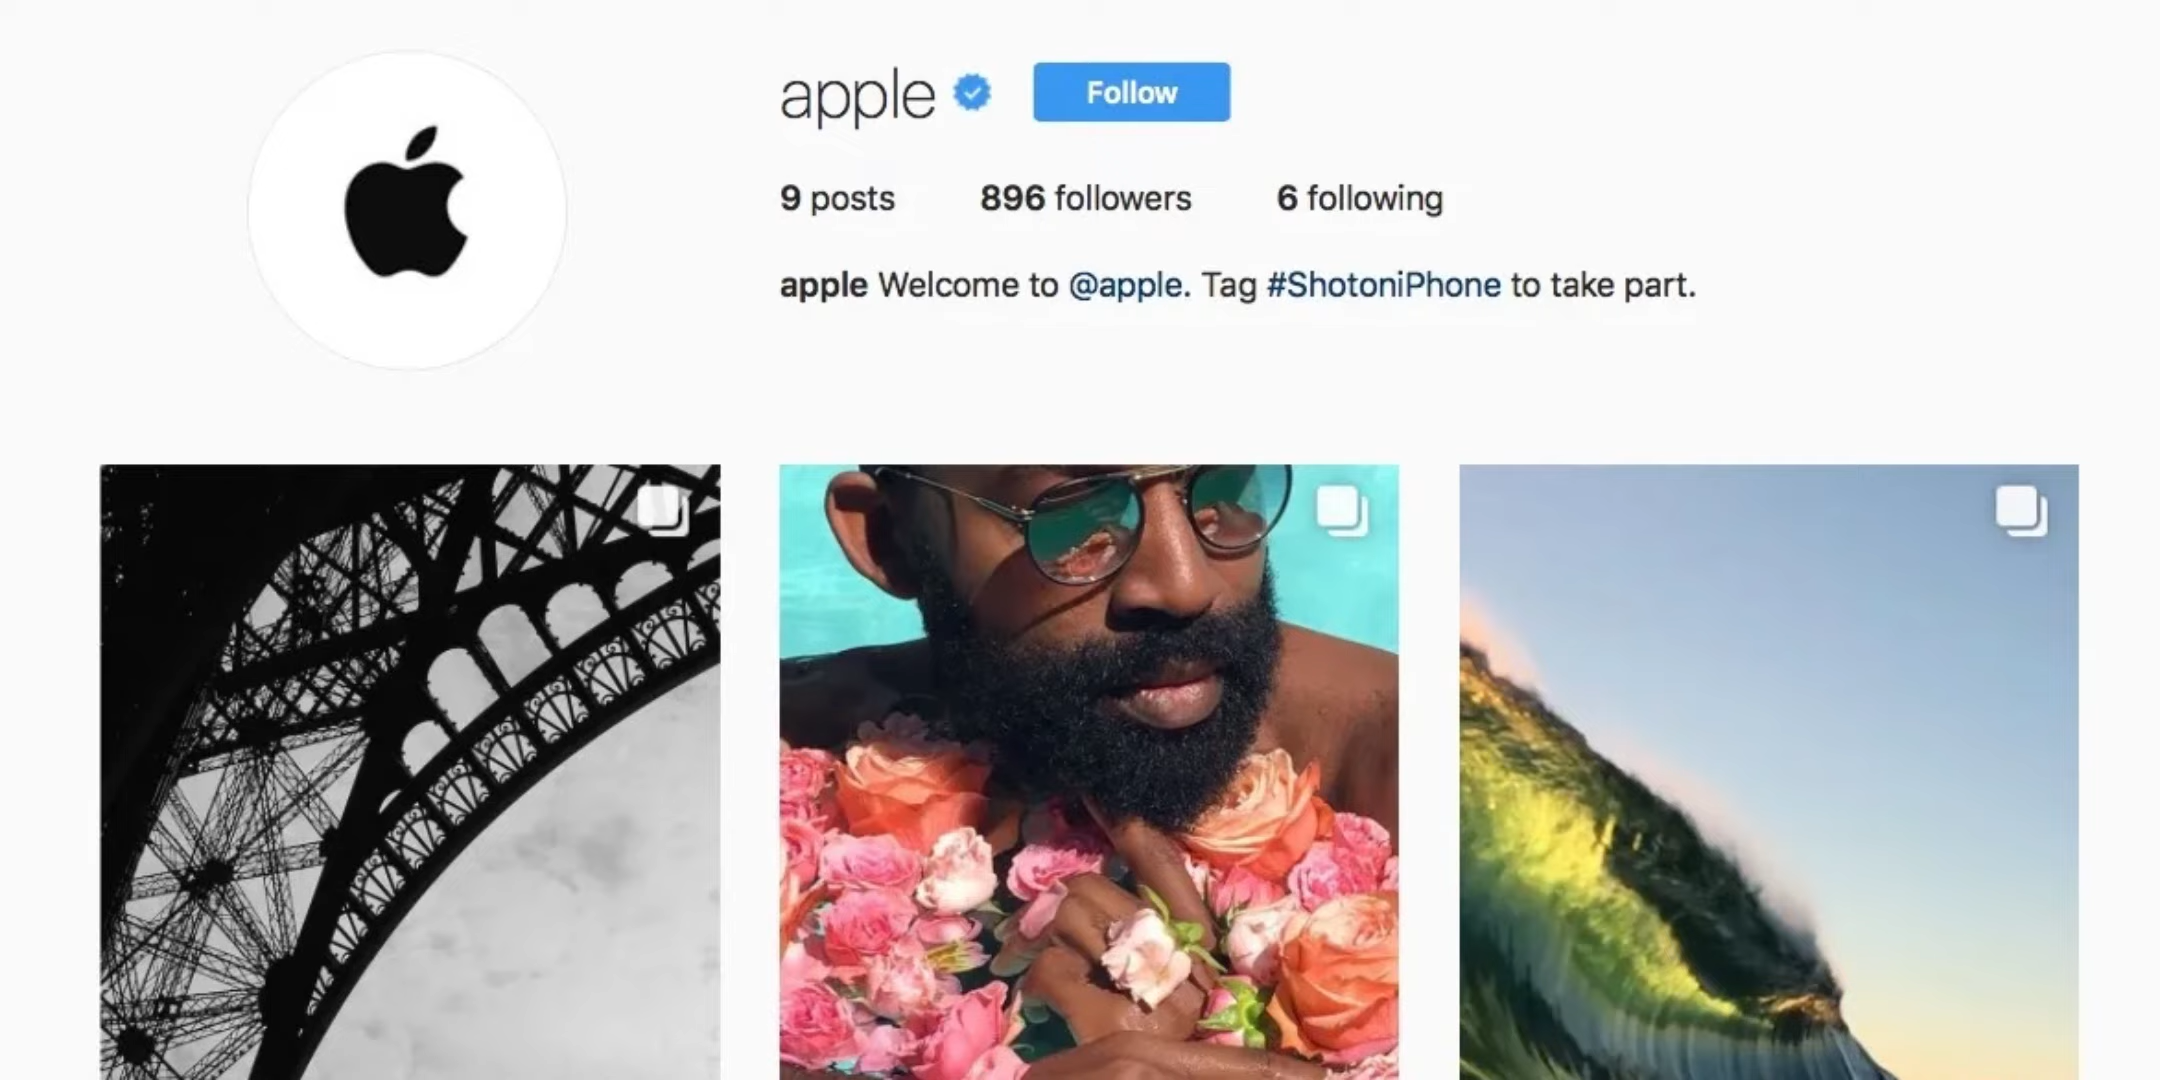 apple Follow
9 posts 896 followers 6 following
apple Welcome to @apple. Tag #ShotoniPhone to take part.